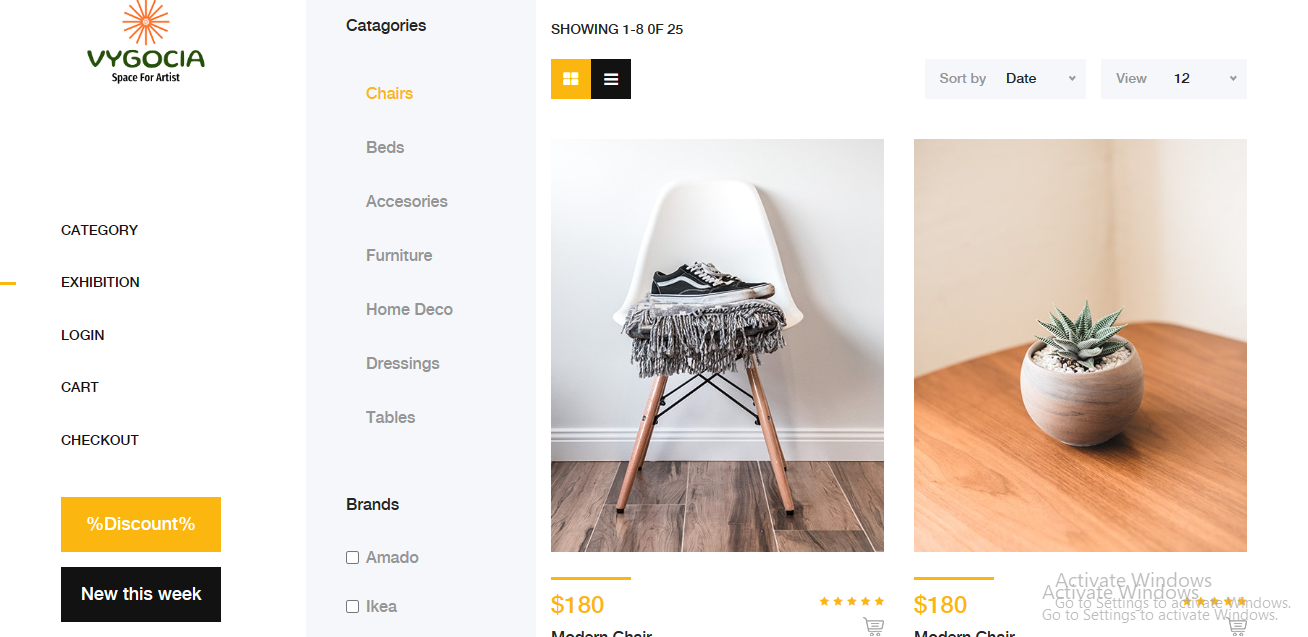 VYGOCIA
Space For Artist
CATEGORY
EXHIBITION
LOGIN
CART
CHECKOUT
%Discount%
New this week
Catagories
Chairs
Beds
Accesories
Furniture
Home Deco
Dressings
Tables
Brands
Amado
Ikea
SHOWING 1-8 0F 25
Sort by Date
View 12
$180
Modern Chair
$180
Modern Chair
Activate Windows
Go to Settings to activate Windows.
Activate Windows
Go to Settings to activate Windows.